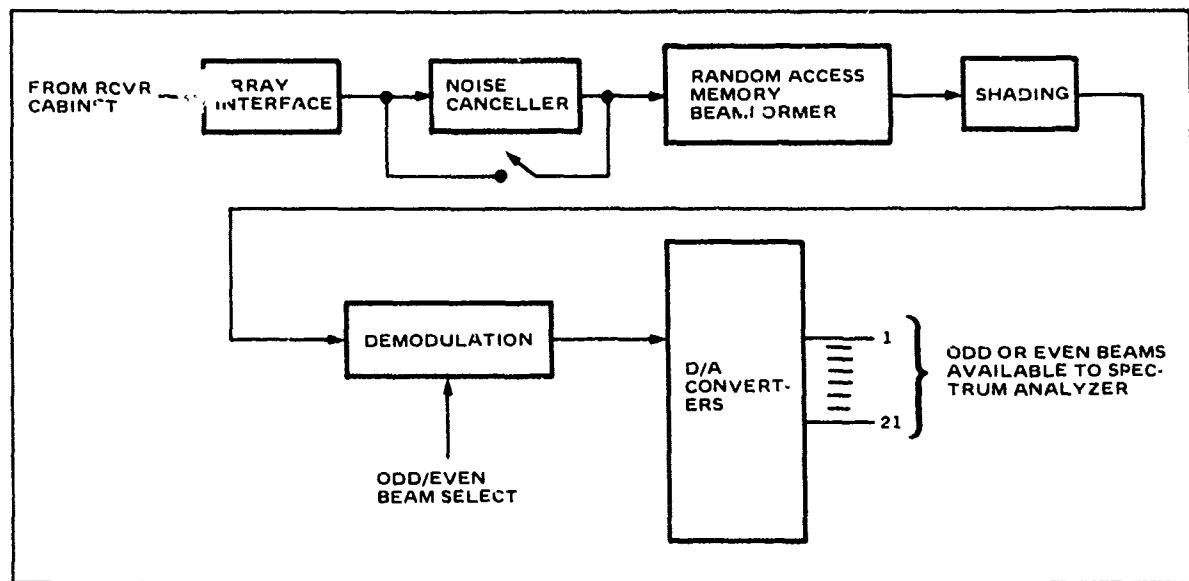 FROM RCVR
CABINET
RRAY
INTERFACE
NOISE
CANCELLER
RANDOM ACCESS
MEMORY
BEAMFORMER
SHADING
DEMODULATION
ODD/EVEN
BEAM SELECT
D/A
CONVERT-
ERS
1
21
ODD OR EVEN BEAMS
AVAILABLE TO SPEC-
TRUM ANALYZER